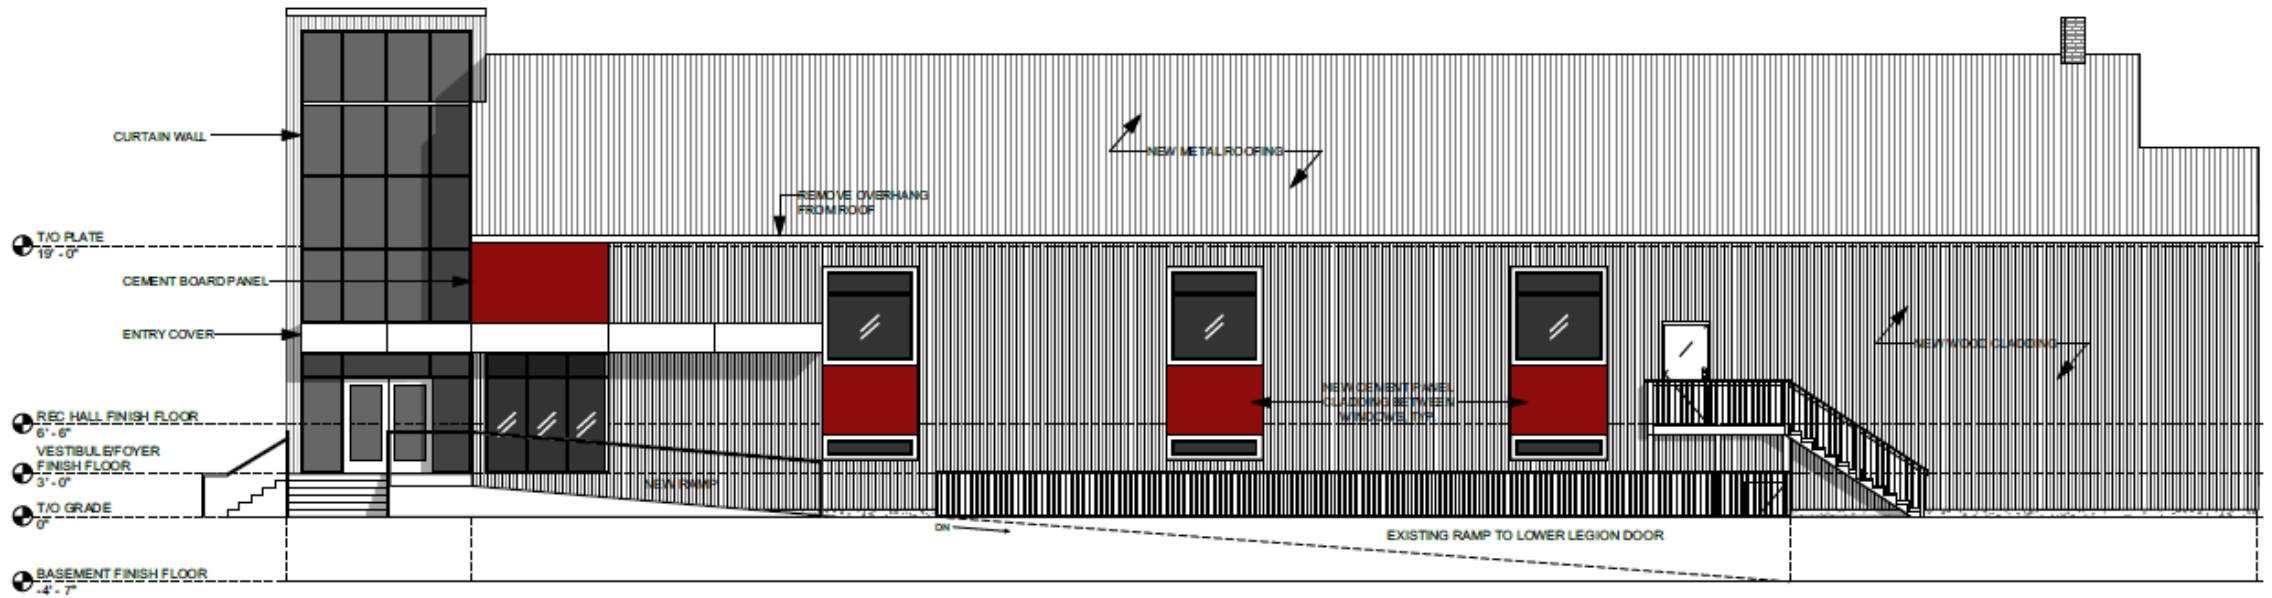 CURTAIN WALL
NEW METAL ROOFING
REMOVE OVERHANG
FROM ROOF
T/O PLATE
19' - 0"
CEMENT BOARD PANEL
ENTRY COVER
NEW WOOD CLADDING
NEW CEMENT PANEL
CLADDING BETWEEN
WINDOWS, TYP.
REC HALL FINISH FLOOR
6' - 6"
VESTIBULE/FOYER
FINISH FLOOR
3' - 0"
NEW RAMP
T/O GRADE
0"
DN
EXISTING RAMP TO LOWER LEGION DOOR
BASEMENT FINISH FLOOR
-4' - 7"